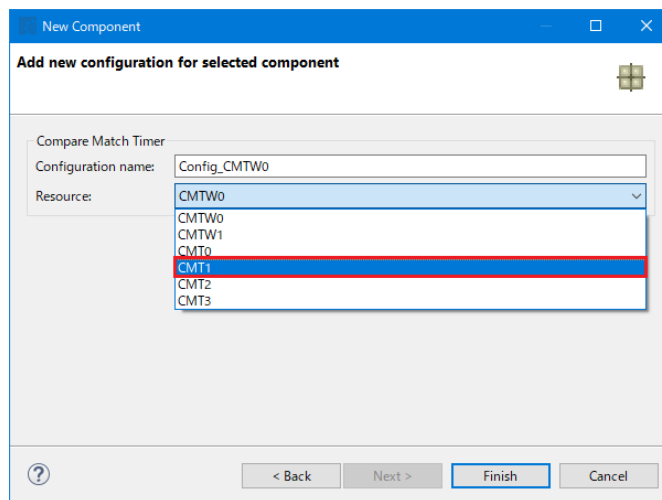 New Component
Add new configuration for selected component
Compare Match Timer
Configuration name: Config_CMTW0
Resource: CMTW0
CMTW0
CMTW1
CMT0
CMT1
CMT2
CMT3
? < Back Next > Finish Cancel